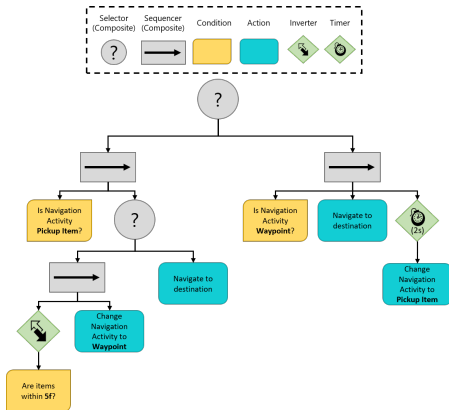 Selector
(Composite)
Sequencer
(Composite)
Condition
Action
Inverter
Timer
?
?
Is Navigation
Activity
Pickup Item?
?
Is Navigation
Activity
Waypoint?
Navigate to
destination
(2s)
Navigate to
destination
Change
Navigation
Activity to
Pickup Item
Change
Navigation
Activity to
Waypoint
Are items
within 5f?